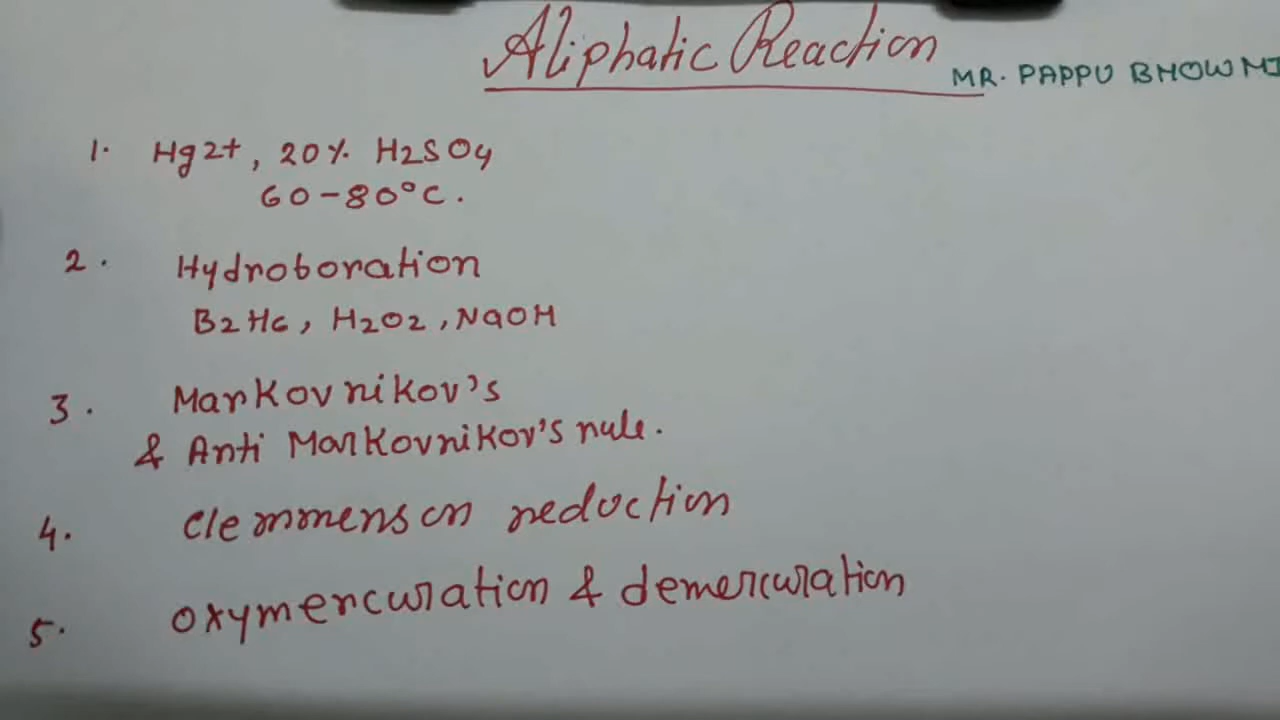 Aliphatic Reaction
MR. PAPPU BHOWMI
1. Hg2+, 20% H2SO4
60-80°C.
2. Hydroboration
B2H6, H2O2, NaOH
3. Markovnikov's
& Anti Markovnikov's rule.
4. Clemmenson reduction
5. oxymercuration & demercuration